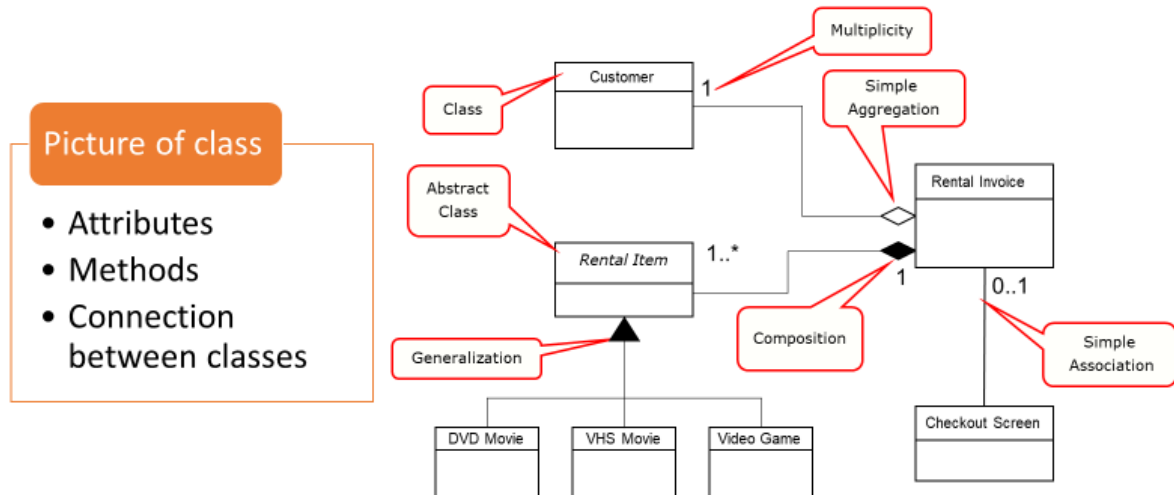 Picture of class
• Attributes
• Methods
• Connection
between classes
Multiplicity
Customer
1
Class
Simple
Aggregation
Rental Invoice
Abstract
Class
Rental Item
1..*
1
0..1
Generalization
Composition
Simple
Association
DVD Movie
VHS Movie
Video Game
Checkout Screen